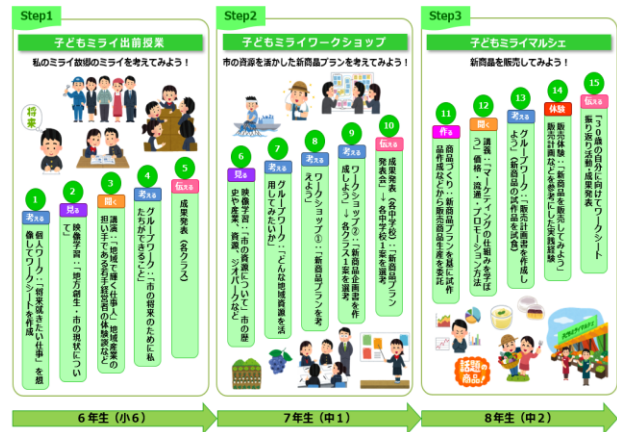 Step1
子どもミライ出前授業
私のミライ故郷のミライを考えてみよう！
将来
1
考える
個人ワーク：「将来就きたい仕事」を想
像してワークシートを作成
2
見る
映像学習：「地方創生・市の現状につい
て」
3
聞く
講演：「地域で輝く仕事人」地域産業の
担い手である若手経営者の体験談など
4
考える
グループワーク：「市の将来のために私
たちができること」
5
伝える
成果発表（各クラス）
6年生（小6）
Step2
子どもミライワークショップ
市の資源を活かした新商品プランを考えてみよう！
6
見る
映像学習：「市の資源について」市の歴
史や産業、資源、ジオパークなど
7
考える
グループワーク：「どんな地域資源を活
用してみたいか」
8
考える
ワークショップ①：「新商品プランを考
えよう」
9
考える
ワークショップ②：「新商品企画書を作
成しよう」→各クラス1案を選考
10
伝える
成果発表（各中学校）：「新商品プラン
発表会」→各中学校1案を選考
7年生（中1）
Step3
子どもミライマルシェ
新商品を販売してみよう！
11
作る
商品づくり：新商品プランを基に試作
品作成などから販売商品生産を委託
12
聞く
講義：「マーケティングの仕組みを学ぼ
う」価格・流通・プロモーション方法
13
考える
グループワーク：「販売計画書を作成し
よう」（新商品の試作品を試食）
14
体験
販売体験：「新商品を販売してみよう」
販売計画などを参考にした実践経験
15
伝える
「30歳の自分に向けてワークシート
振り返り活動・成果発表
話題の
商品！
8年生（中2）